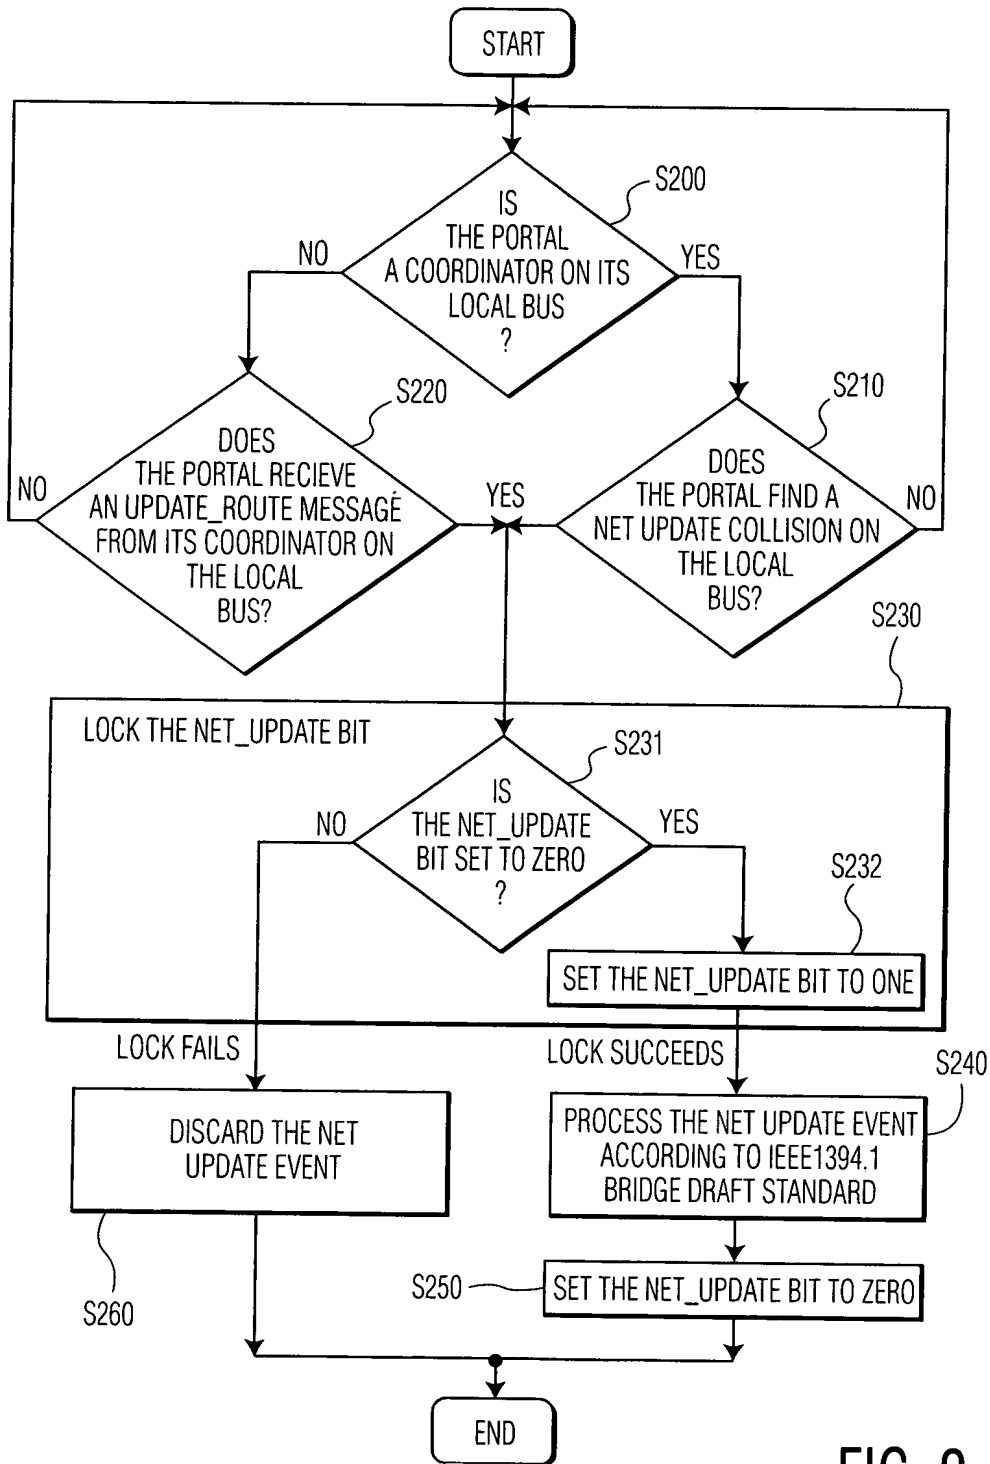 START
S200
IS
THE PORTAL
A COORDINATOR ON ITS
LOCAL BUS
?
NO
YES
S220
S210
DOES
THE PORTAL RECIEVE
AN UPDATE_ROUTE MESSAGE
FROM ITS COORDINATOR ON
THE LOCAL
BUS?
NO
YES
DOES
THE PORTAL FIND A
NET UPDATE COLLISION ON
THE LOCAL
BUS?
NO
S230
LOCK THE NET_UPDATE BIT
S231
IS
THE NET_UPDATE
BIT SET TO ZERO
?
NO
YES
S232
SET THE NET_UPDATE BIT TO ONE
LOCK FAILS
LOCK SUCCEEDS
S240
DISCARD THE NET
UPDATE EVENT
PROCESS THE NET UPDATE EVENT
ACCORDING TO IEEE1394.1
BRIDGE DRAFT STANDARD
S260
S250
SET THE NET_UPDATE BIT TO ZERO
END
FIG.